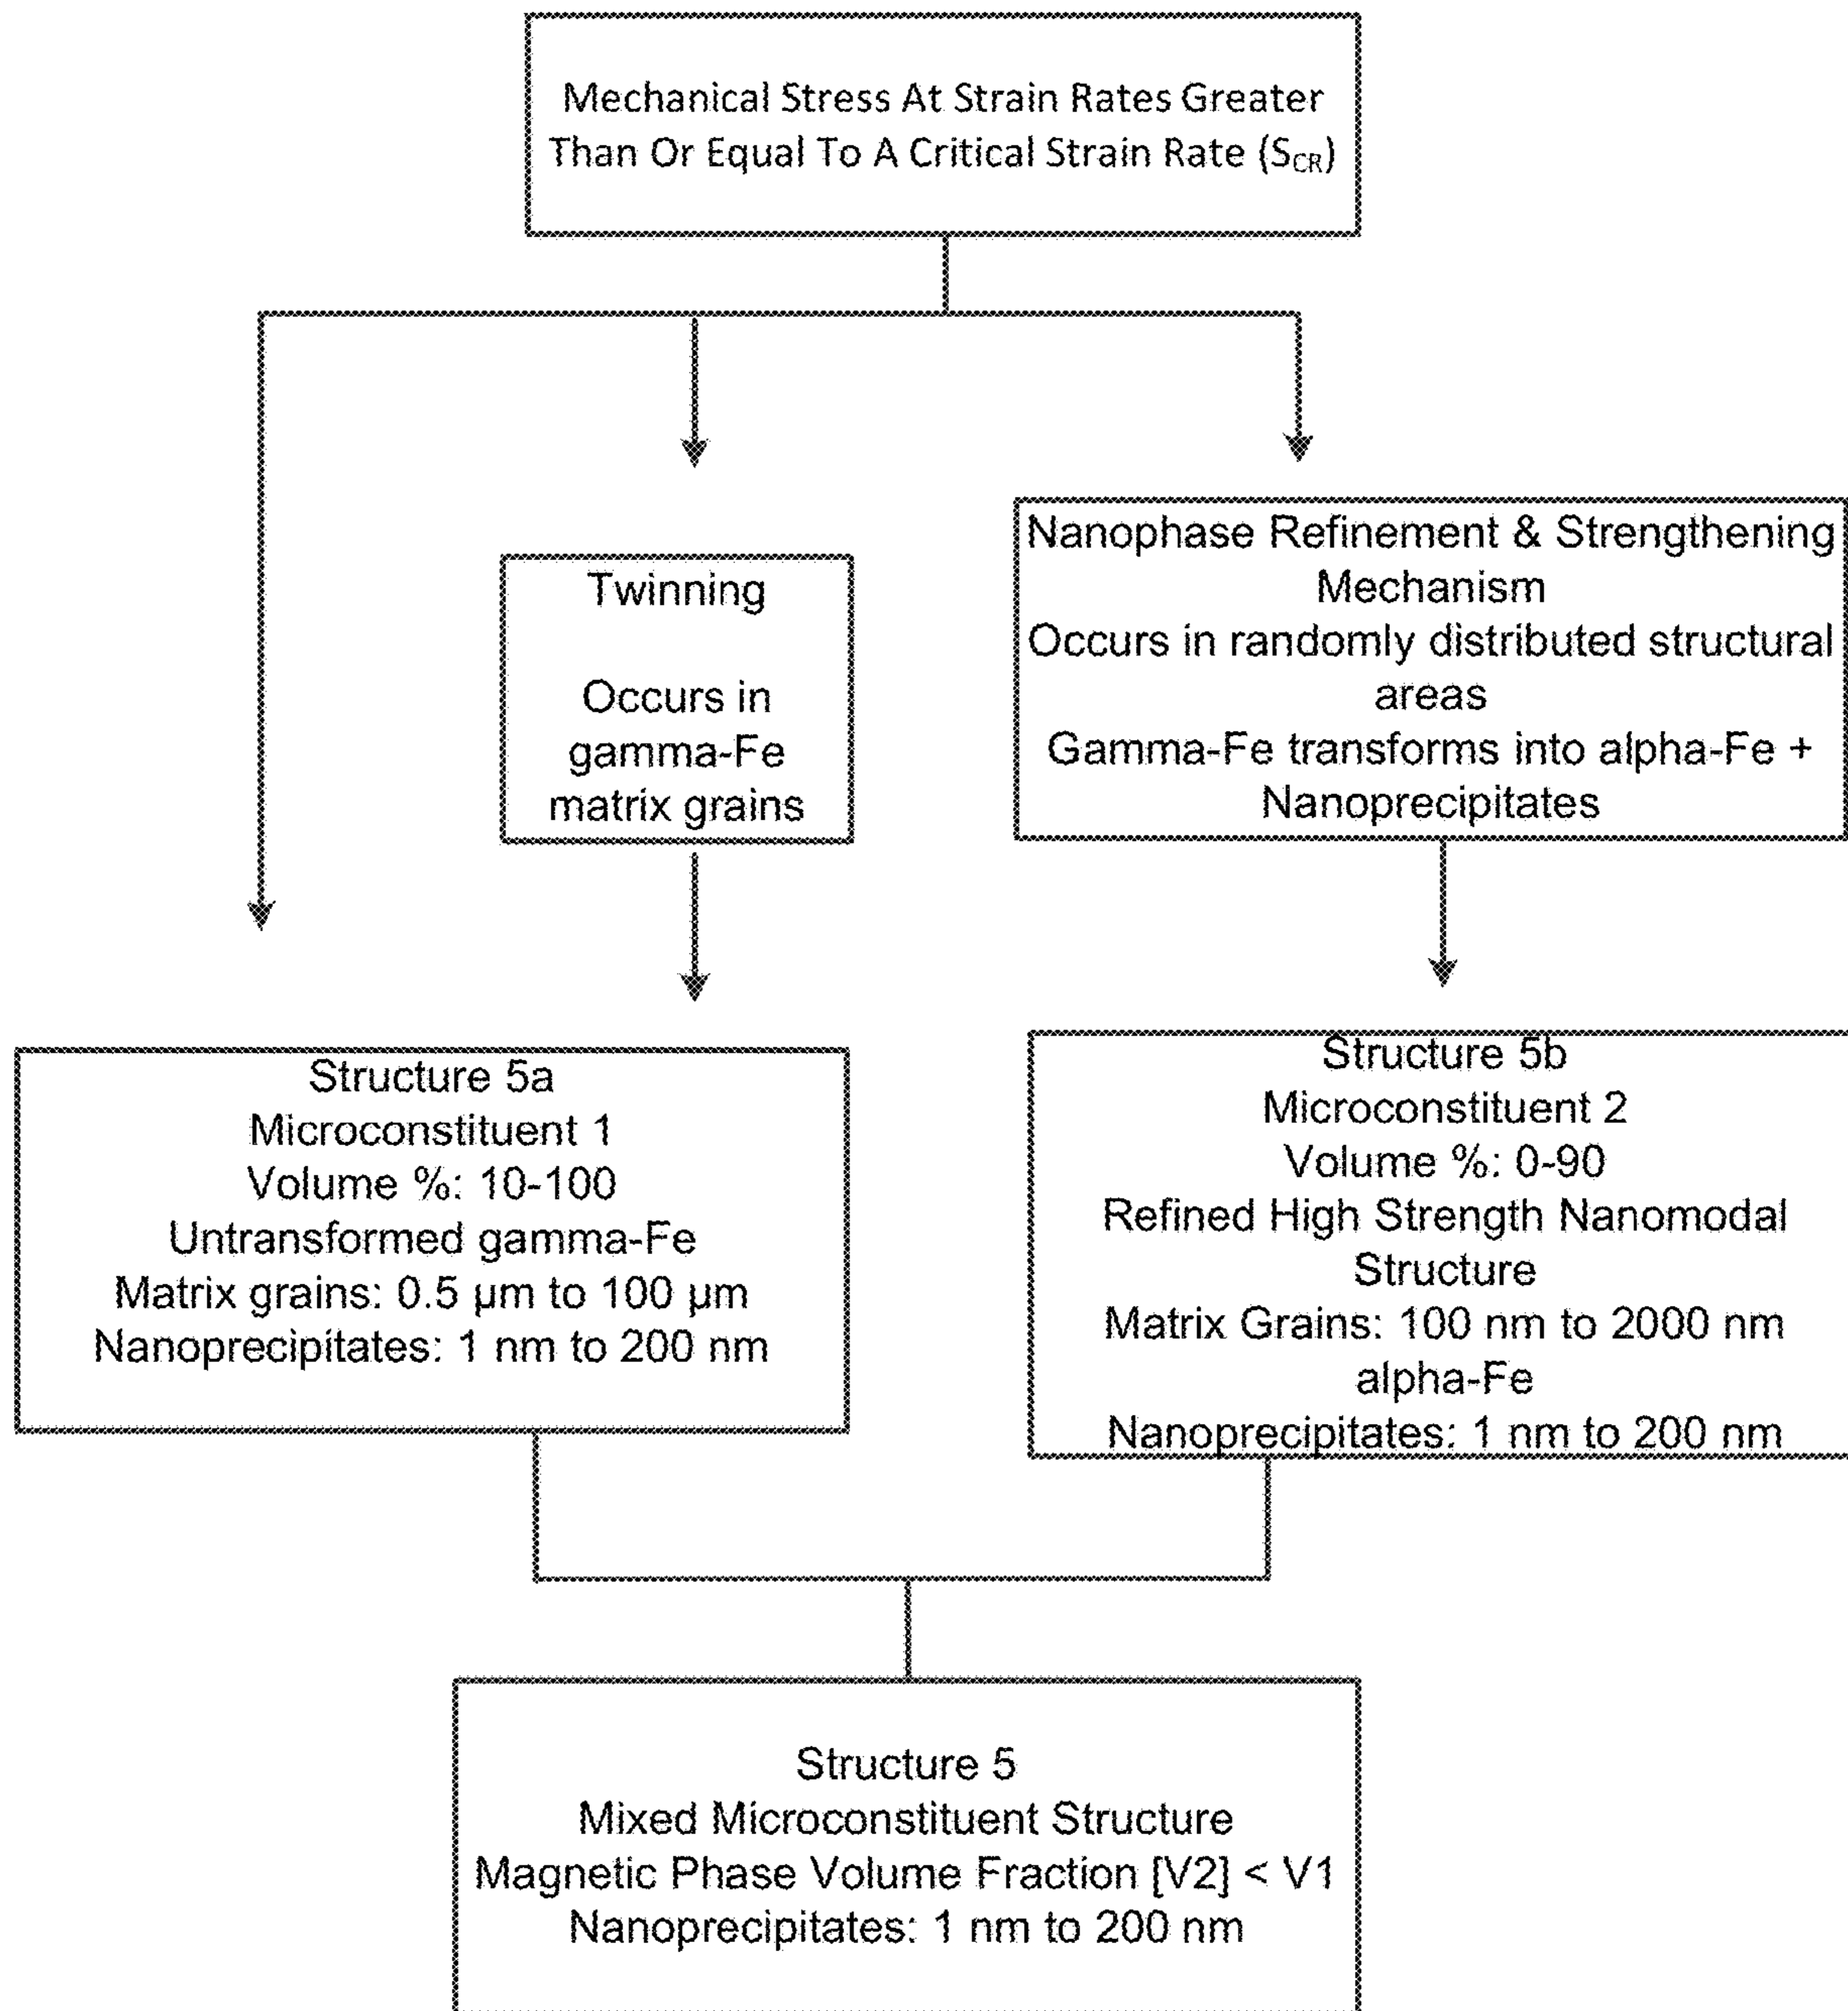 Mechanical Stress At Strain Rates Greater
Than Or Equal To A Critical Strain Rate (S_CR)
Twinning
Occurs in
gamma-Fe
matrix grains
Nanophase Refinement & Strengthening
Mechanism
Occurs in randomly distributed structural
areas
Gamma-Fe transforms into alpha-Fe +
Nanoprecipitates
Structure 5a
Microconstituent 1
Volume %: 10-100
Untransformed gamma-Fe
Matrix grains: 0.5 µm to 100 µm
Nanoprecipitates: 1 nm to 200 nm
Structure 5b
Microconstituent 2
Volume %: 0-90
Refined High Strength Nanomodal
Structure
Matrix Grains: 100 nm to 2000 nm
alpha-Fe
Nanoprecipitates: 1 nm to 200 nm
Structure 5
Mixed Microconstituent Structure
Magnetic Phase Volume Fraction [V2] < V1
Nanoprecipitates: 1 nm to 200 nm